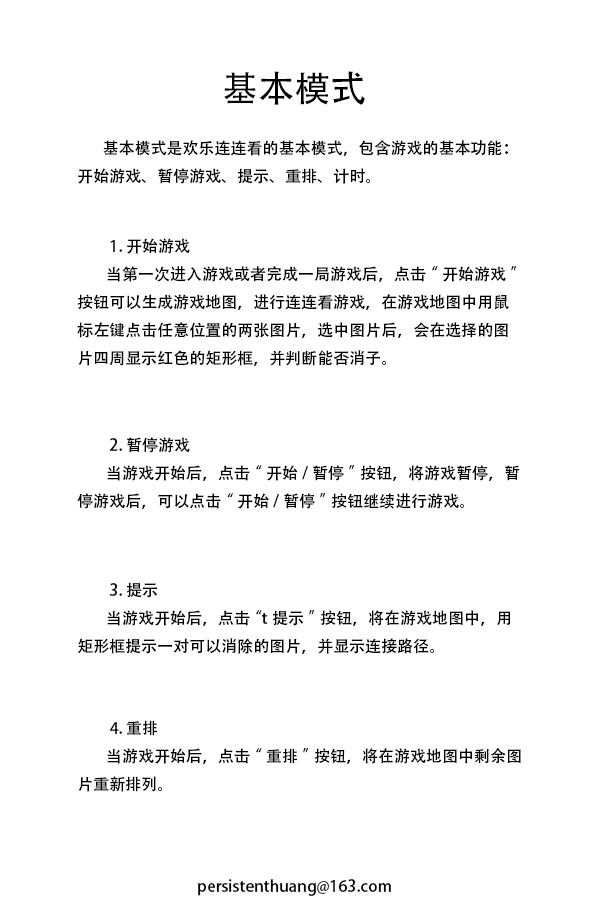 基本模式
基本模式是欢乐连连看的基本模式，包含游戏的基本功能：
开始游戏、暂停游戏、提示、重排、计时。
1. 开始游戏
当第一次进入游戏或者完成一局游戏后，点击 “ 开始游戏 ”
按钮可以生成游戏地图，进行连连看游戏，在游戏地图中用鼠
标左键点击任意位置的两张图片，选中图片后，会在选择的图
片四周显示红色的矩形框，并判断能否消子。
2. 暂停游戏
当游戏开始后，点击 “ 开始 / 暂停 ” 按钮，将游戏暂停，暂
停游戏后，可以点击 “ 开始 / 暂停 ” 按钮继续进行游戏。
3. 提示
当游戏开始后，点击 “t 提示 ” 按钮，将在游戏地图中，用
矩形框提示一对可以消除的图片，并显示连接路径。
4. 重排
当游戏开始后，点击 “ 重排 ” 按钮，将在游戏地图中剩余图
片重新排列。
persistenthuang@163.com